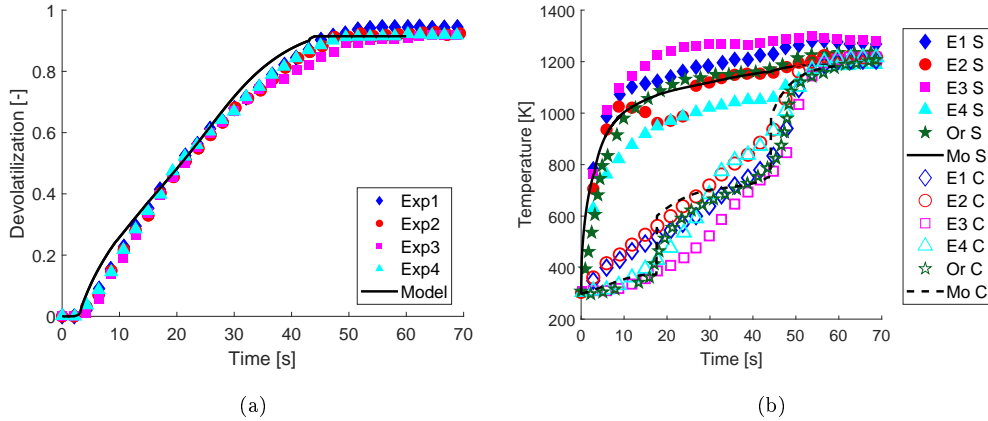 Devolatilization [-]
1
0.8
0.6
0.4
0.2
0
0 10 20 30 40 50 60 70
Time [s]
Exp1
Exp2
Exp3
Exp4
Model
(a)
Temperature [K]
1400
1200
1000
800
600
400
200
0 10 20 30 40 50 60 70
Time [s]
E1 S
E2 S
E3 S
E4 S
Or S
Mo S
E1 C
E2 C
E3 C
E4 C
Or C
Mo C
(b)